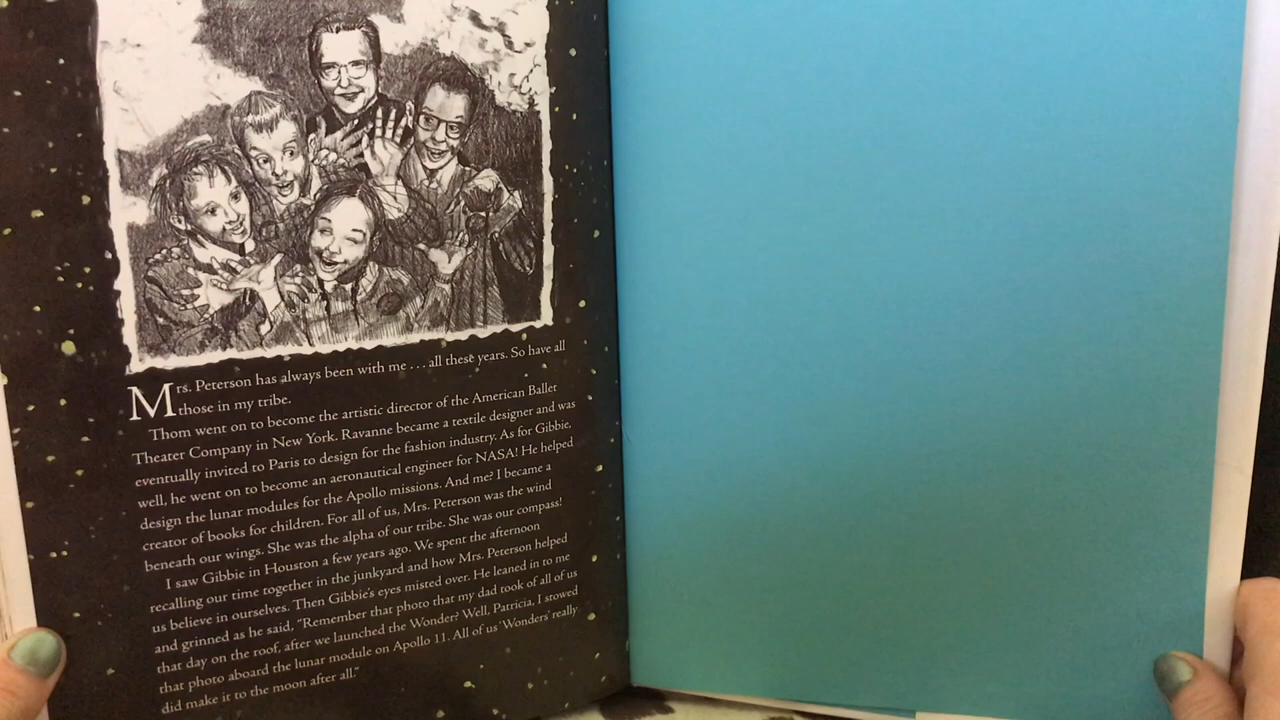 Mrs. Peterson has always been with me . . . all these years. So have all
those in my tribe.
Thom went on to become the artistic director of the American Ballet
Theater Company in New York. Ravanne became a textile designer and was
eventually invited to Paris to design for the fashion industry. As for Gibbie,
well, he went on to become an aeronautical engineer for NASA! He helped
design the lunar modules for the Apollo missions. And me? I became a
creator of books for children. For all of us, Mrs. Peterson was the wind
beneath our wings. She was the alpha of our tribe. She was our compass!
I saw Gibbie in Houston a few years ago. We spent the afternoon
recalling our time together in the junkyard and how Mrs. Peterson helped
us believe in ourselves. Then Gibbie's eyes misted over. He leaned in to me
and grinned as he said, "Remember that photo that my dad took of all of us
that day on the roof, after we launched the Wonder? Well, Patricia, I stowed
that photo aboard the lunar module on Apollo 11. All of us 'Wonders' really
did make it to the moon after all."